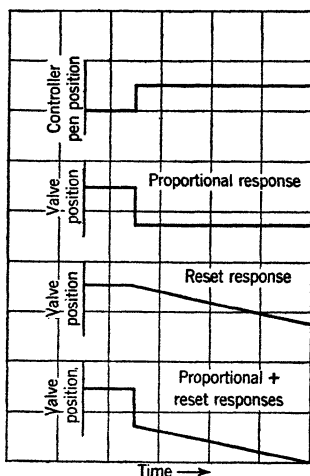 Controller
pen position
Valve
position
Proportional response
Valve
position
Reset response
Valve
position.
Proportional +
reset responses
Time →